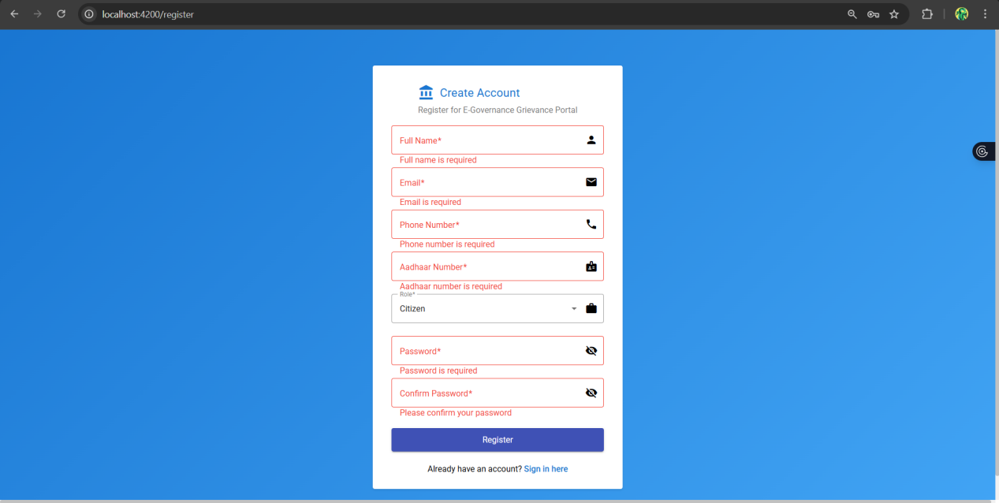 localhost:4200/register
Create Account
Register for E-Governance Grievance Portal
Full Name*
Full name is required
Email*
Email is required
Phone Number*
Phone number is required
Aadhaar Number*
Aadhaar number is required
Role*
Citizen
Password*
Password is required
Confirm Password*
Please confirm your password
Register
Already have an account? Sign in here